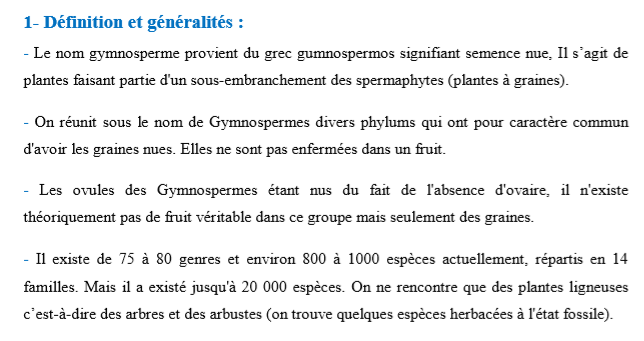 1- Définition et généralités :
- Le nom gymnosperme provient du grec gumnospermos signifiant semence nue, Il s’agit de
plantes faisant partie d'un sous-embranchement des spermaphytes (plantes à graines).
- On réunit sous le nom de Gymnospermes divers phylums qui ont pour caractère commun
d'avoir les graines nues. Elles ne sont pas enfermées dans un fruit.
- Les ovules des Gymnospermes étant nus du fait de l'absence d'ovaire, il n'existe
théoriquement pas de fruit véritable dans ce groupe mais seulement des graines.
- Il existe de 75 à 80 genres et environ 800 à 1000 espèces actuellement, répartis en 14
familles. Mais il a existé jusqu'à 20 000 espèces. On ne rencontre que des plantes ligneuses
c’est-à-dire des arbres et des arbustes (on trouve quelques espèces herbacées à l'état fossile).